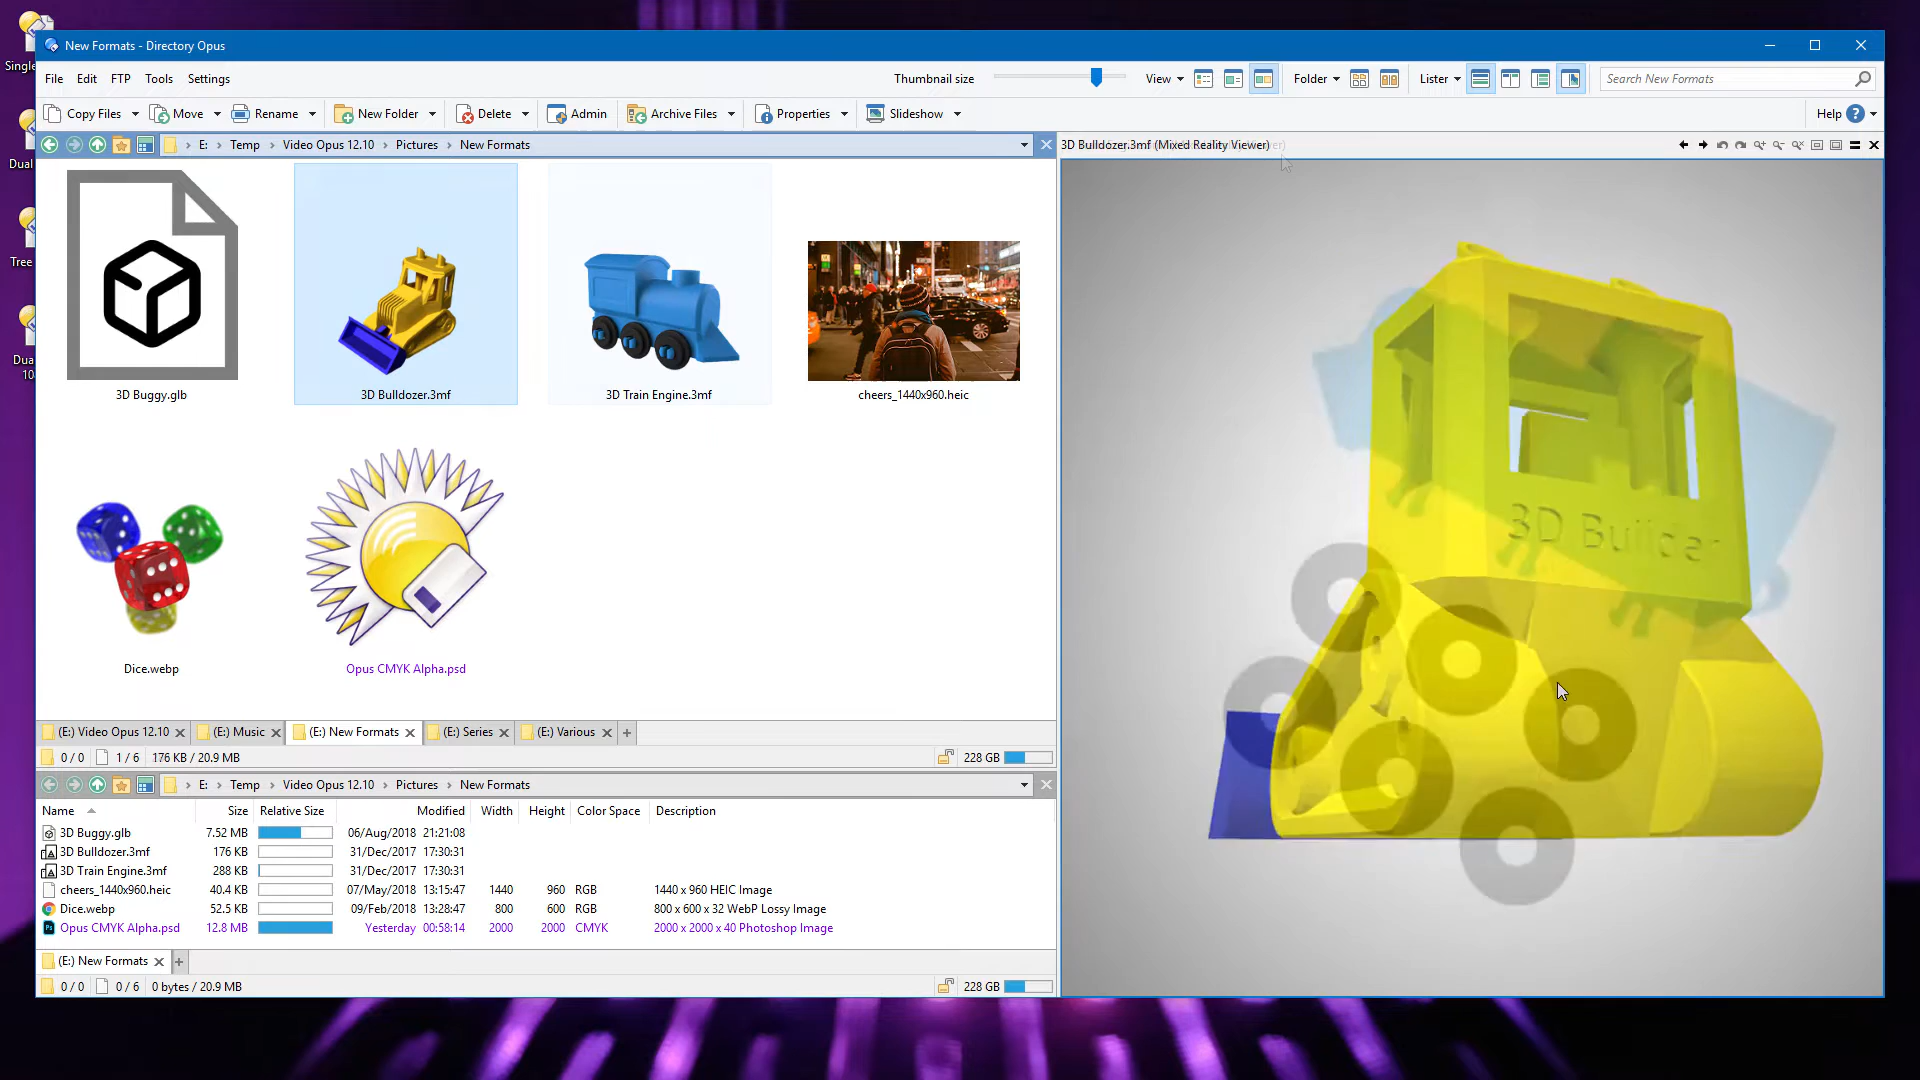 Single
Dual
Tree
Dua
10
New Formats - Directory Opus
File Edit FTP Tools Settings Thumbnail size View Folder Lister Search New Formats
Copy Files Move Rename New Folder Delete Admin Archive Files Properties Slideshow Help
E: Temp Video Opus 12.10 Pictures New Formats
3D Bulldozer.3mf (Mixed Reality Viewer)
3D Buggy.glb 3D Bulldozer.3mf 3D Train Engine.3mf cheers_1440x960.heic
3D Builder
Dice.webp Opus CMYK Alpha.psd
(E:) Video Opus 12.10 (E:) Music (E:) New Formats (E:) Series (E:) Various
0 / 0 1 / 6 176 KB / 20.9 MB 228 GB
E: Temp Video Opus 12.10 Pictures New Formats
Name Size Relative Size Modified Width Height Color Space Description
3D Buggy.glb 7.52 MB 06/Aug/2018 21:21:08
3D Bulldozer.3mf 176 KB 31/Dec/2017 17:30:31
3D Train Engine.3mf 288 KB 31/Dec/2017 17:30:31
cheers_1440x960.heic 40.4 KB 07/May/2018 13:15:47 1440 960 RGB 1440 x 960 HEIC Image
Dice.webp 52.5 KB 09/Feb/2018 13:28:47 800 600 RGB 800 x 600 x 32 WebP Lossy Image
Opus CMYK Alpha.psd 12.8 MB Yesterday 00:58:14 2000 2000 CMYK 2000 x 2000 x 40 Photoshop Image
(E:) New Formats
0 / 0 0 / 6 0 bytes / 20.9 MB 228 GB